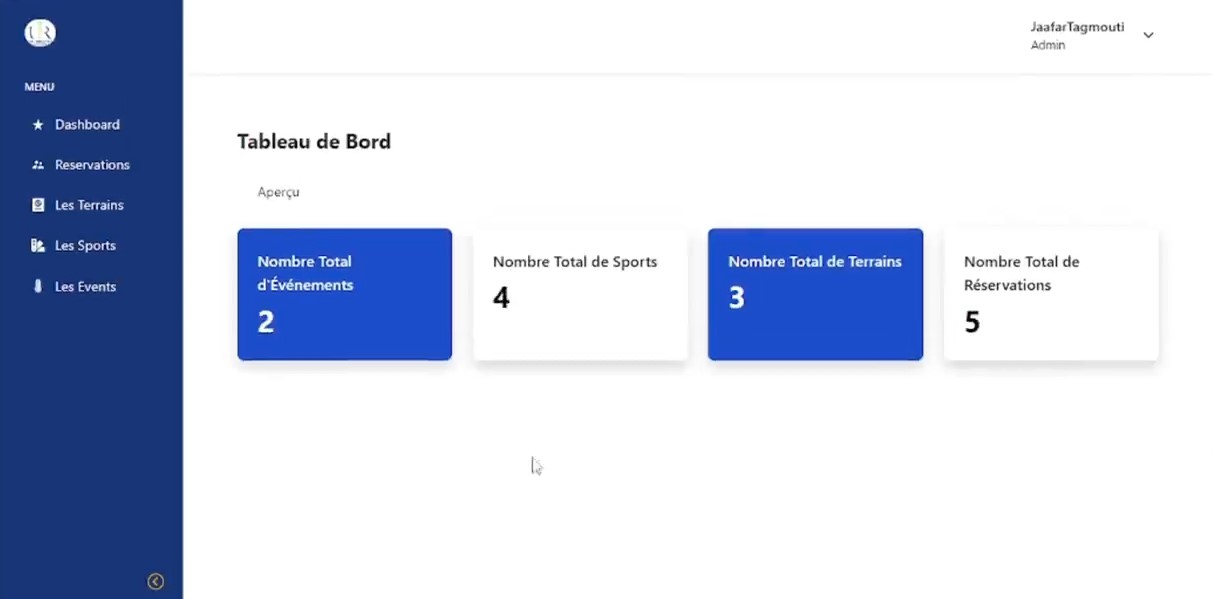 JaafarTagmouti
Admin
MENU
Dashboard
Reservations
Les Terrains
Les Sports
Les Events
Tableau de Bord
Aperçu
Nombre Total
d'Événements
2
Nombre Total de Sports
4
Nombre Total de Terrains
3
Nombre Total de
Réservations
5